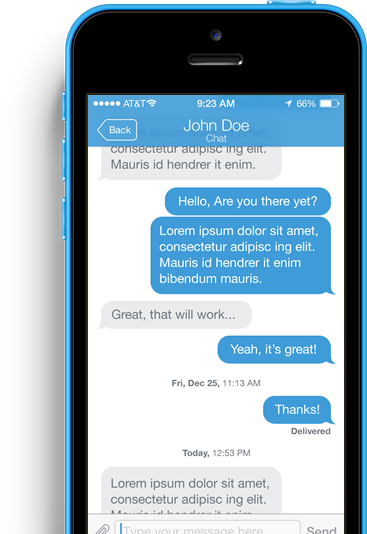 AT&T 9:23 AM 66%
Back John Doe
Chat
consectetur adipisc ing elit.
Mauris id hendrer it enim.
Hello, Are you there yet?
Lorem ipsum dolor sit amet,
consectetur adipisc ing elit.
Mauris id hendrer it enim
bibendum mauris.
Great, that will work...
Yeah, it's great!
Fri, Dec 25, 11:13 AM
Thanks!
Delivered
Today, 12:53 PM
Lorem ipsum dolor sit amet,
consectetur adipisc ing elit.
Mauris id hendrer it enim
Type your message here
Send